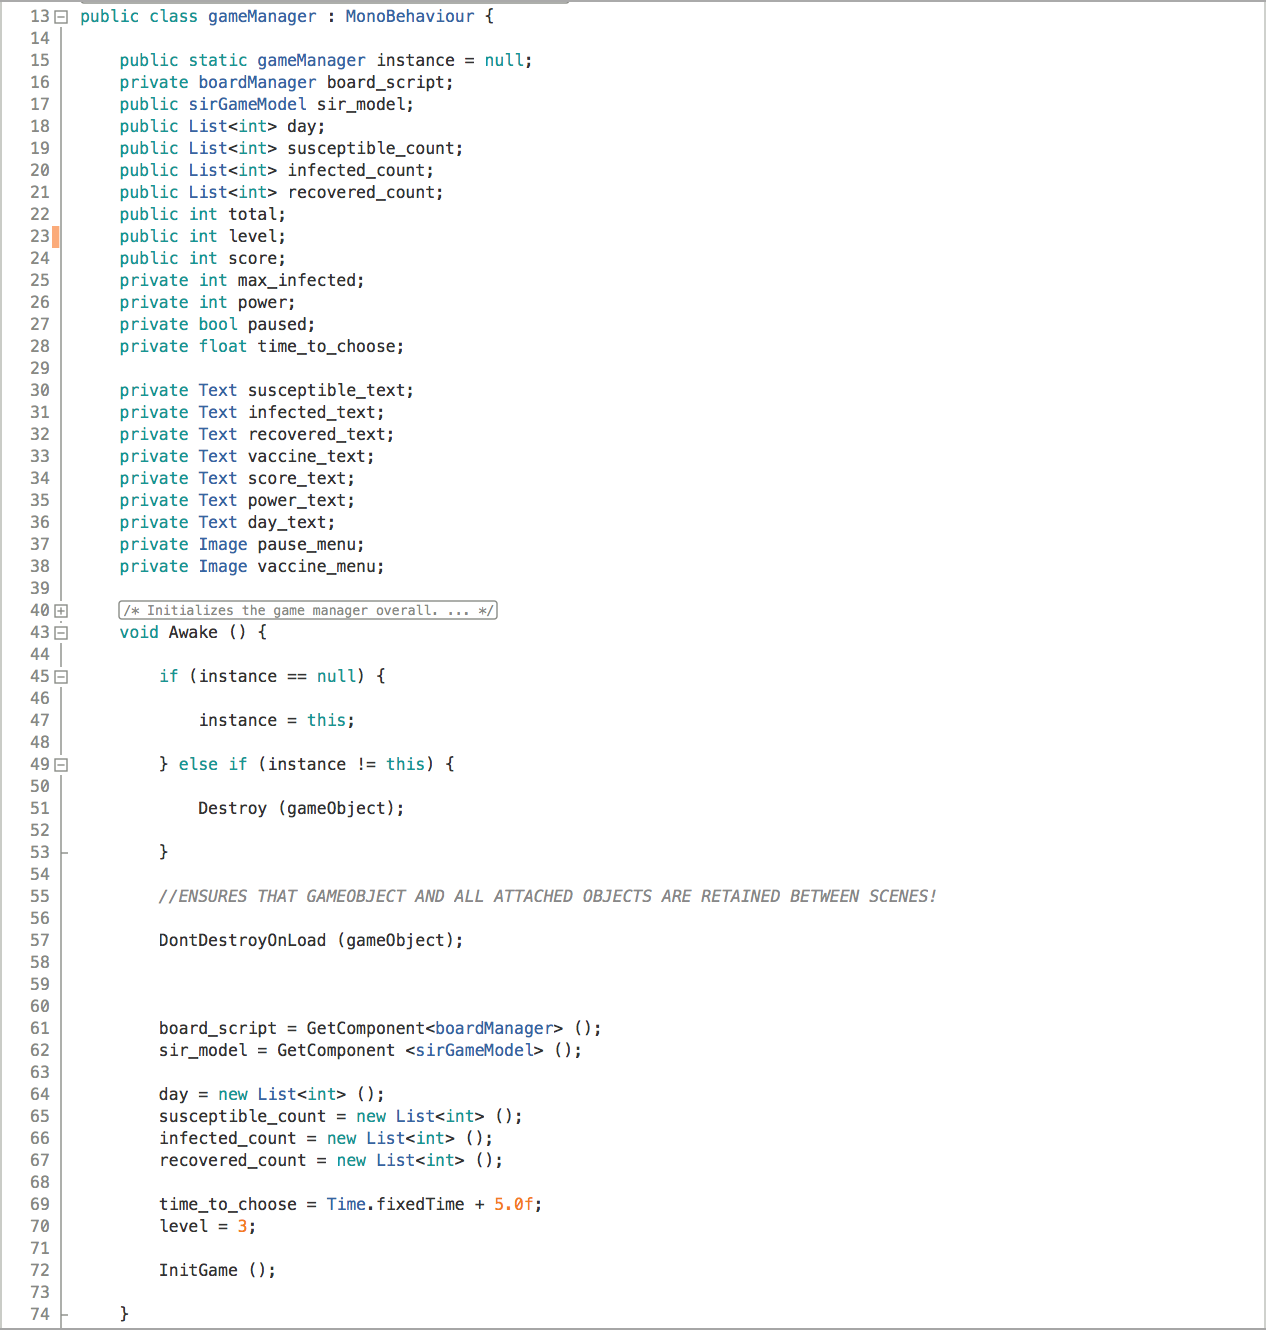 13 public class gameManager : MonoBehaviour {
14
15 public static gameManager instance = null;
16 private boardManager board_script;
17 public sirGameModel sir_model;
18 public List<int> day;
19 public List<int> susceptible_count;
20 public List<int> infected_count;
21 public List<int> recovered_count;
22 public int total;
23 public int level;
24 public int score;
25 private int max_infected;
26 private int power;
27 private bool paused;
28 private float time_to_choose;
29
30 private Text susceptible_text;
31 private Text infected_text;
32 private Text recovered_text;
33 private Text vaccine_text;
34 private Text score_text;
35 private Text power_text;
36 private Text day_text;
37 private Image pause_menu;
38 private Image vaccine_menu;
39
40 /* Initializes the game manager overall. ... */
43 void Awake () {
44
45 if (instance == null) {
46
47 instance = this;
48
49 } else if (instance != this) {
50
51 Destroy (gameObject);
52
53 }
54
55 //ENSURES THAT GAMEOBJECT AND ALL ATTACHED OBJECTS ARE RETAINED BETWEEN SCENES!
56
57 DontDestroyOnLoad (gameObject);
58
59
60
61 board_script = GetComponent<boardManager> ();
62 sir_model = GetComponent <sirGameModel> ();
63
64 day = new List<int> ();
65 susceptible_count = new List<int> ();
66 infected_count = new List<int> ();
67 recovered_count = new List<int> ();
68
69 time_to_choose = Time.fixedTime + 5.0f;
70 level = 3;
71
72 InitGame ();
73
74 }